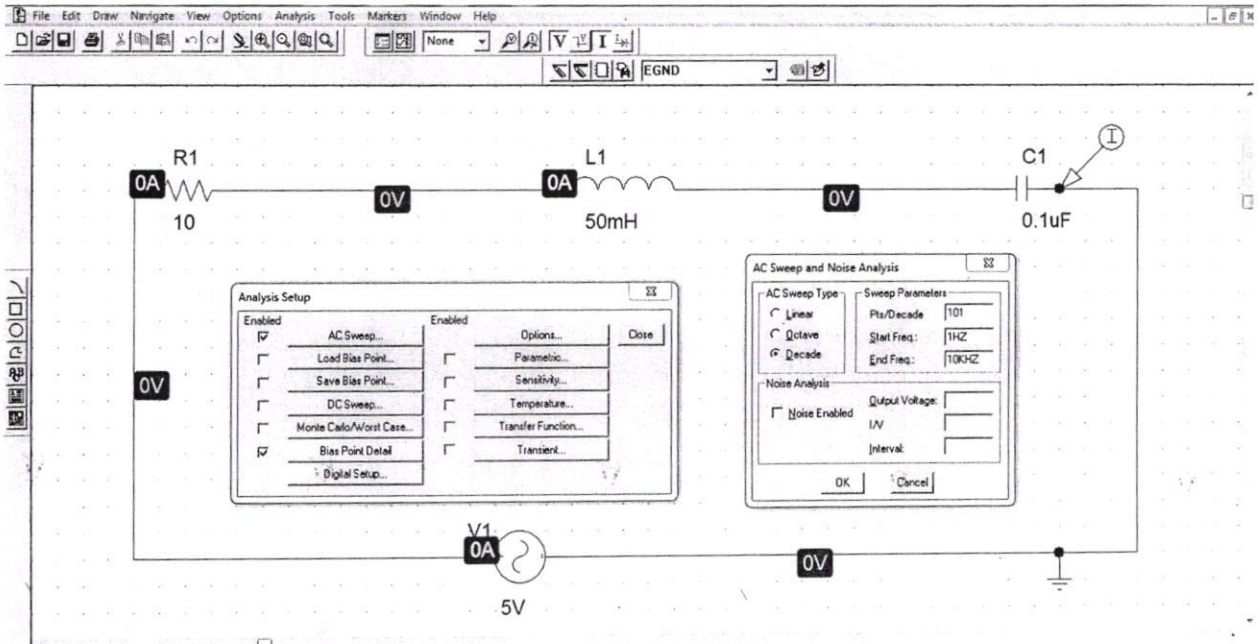 File Edit Draw Navigate View Options Analysis Tools Markers Window Help
None
EGND
R1
L1
C1
I
0A
0A
0V
0V
10
50mH
0.1uF
Analysis Setup
Enabled
Enabled
AC Sweep...
Options...
Close
Load Bias Point...
Parametric...
Save Bias Point...
Sensitivity...
DC Sweep...
Temperature...
Monte Carlo/Worst Case...
Transfer Function...
Bias Point Detail
Transient...
Digital Setup...
AC Sweep and Noise Analysis
AC Sweep Type
Linear
Octave
Decade
Sweep Parameters
Pts/Decade 101
Start Freq.: 1HZ
End Freq.: 10KHZ
Noise Analysis
Noise Enabled
Output Voltage:
I/V
Interval:
OK
Cancel
0V
V1
0A
0V
5V